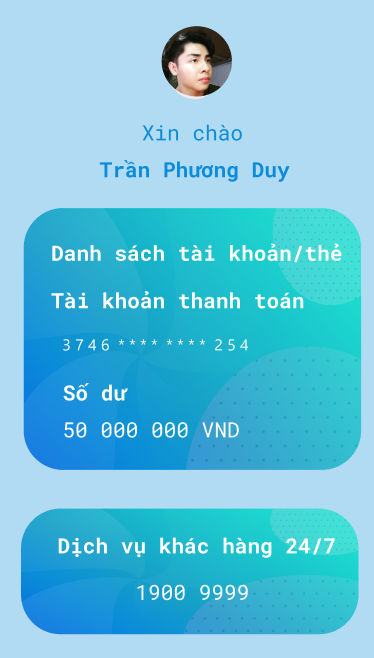 Xin chào
Trần Phương Duy
Danh sách tài khoản/thẻ
Tài khoản thanh toán
3746 **** **** 254
Số dư
50 000 000 VND
Dịch vụ khác hàng 24/7
1900 9999